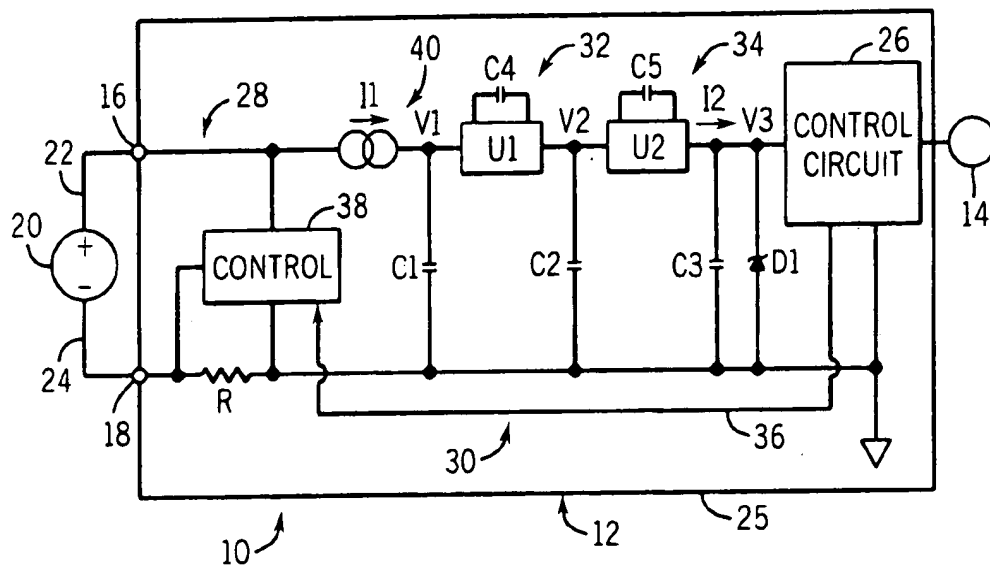 40
32
34
26
16
28
I1
C4
C5
I2
V1
V2
V3
22
U1
U2
CONTROL
CIRCUIT
38
14
20
+
-
CONTROL
C1
C2
C3
D1
24
R
18
36
30
10
12
25